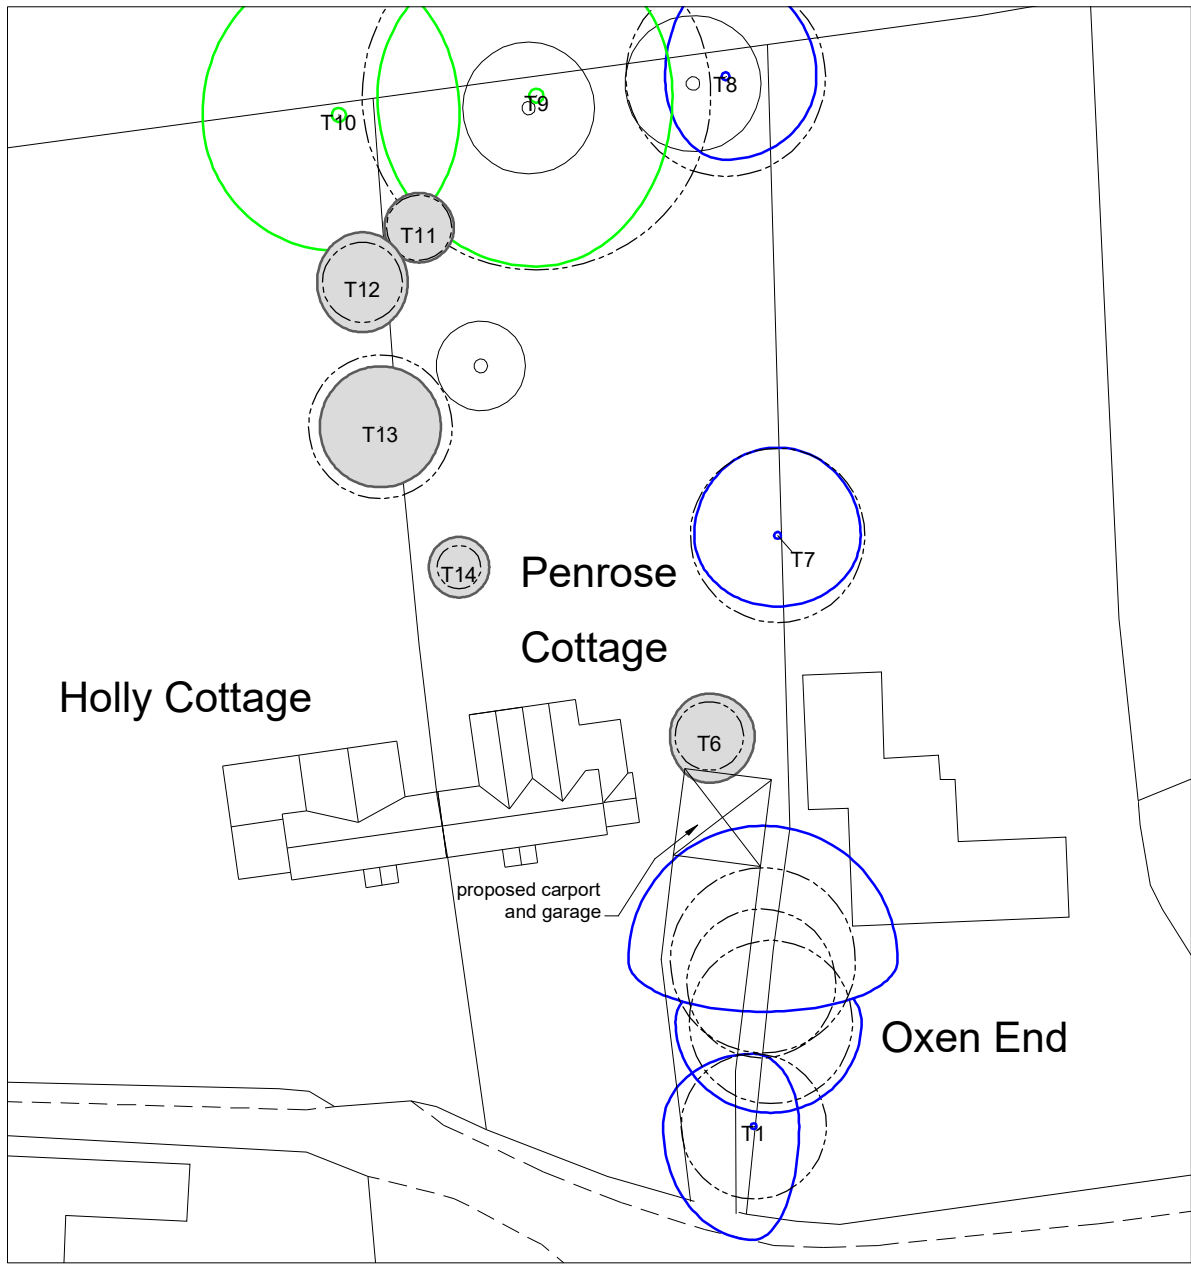 T8
T9
T10
T11
T12
T13
T7
T14
Penrose
Cottage
Holly Cottage
T6
proposed carport
and garage
Oxen End
T1